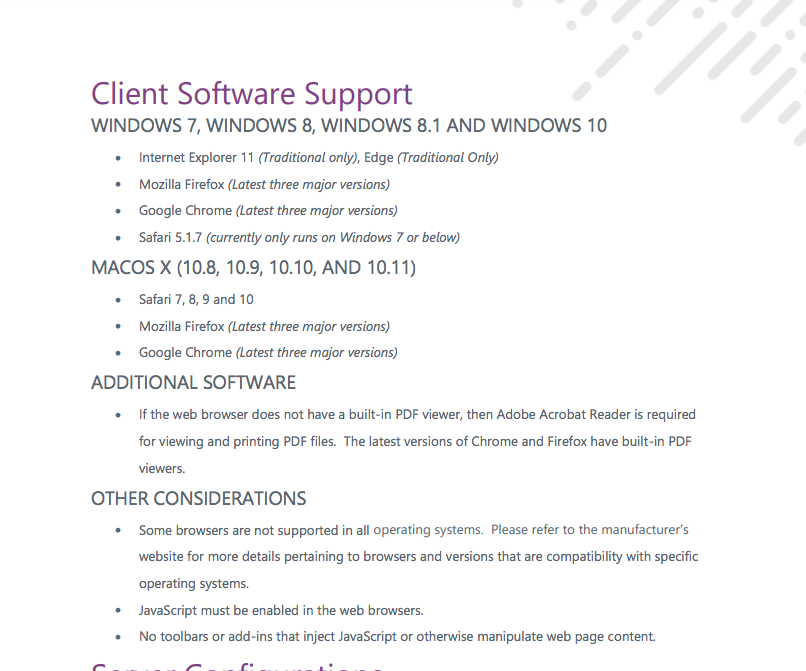 Client Software Support
WINDOWS 7, WINDOWS 8, WINDOWS 8.1 AND WINDOWS 10
• Internet Explorer 11 (Traditional only), Edge (Traditional Only)
• Mozilla Firefox (Latest three major versions)
• Google Chrome (Latest three major versions)
• Safari 5.1.7 (currently only runs on Windows 7 or below)
MACOS X (10.8, 10.9, 10.10, AND 10.11)
• Safari 7, 8, 9 and 10
• Mozilla Firefox (Latest three major versions)
• Google Chrome (Latest three major versions)
ADDITIONAL SOFTWARE
• If the web browser does not have a built-in PDF viewer, then Adobe Acrobat Reader is required
for viewing and printing PDF files.  The latest versions of Chrome and Firefox have built-in PDF
viewers.
OTHER CONSIDERATIONS
• Some browsers are not supported in all operating systems.  Please refer to the manufacturer's
website for more details pertaining to browsers and versions that are compatibility with specific
operating systems.
• JavaScript must be enabled in the web browsers.
• No toolbars or add-ins that inject JavaScript or otherwise manipulate web page content.
Server Configurations